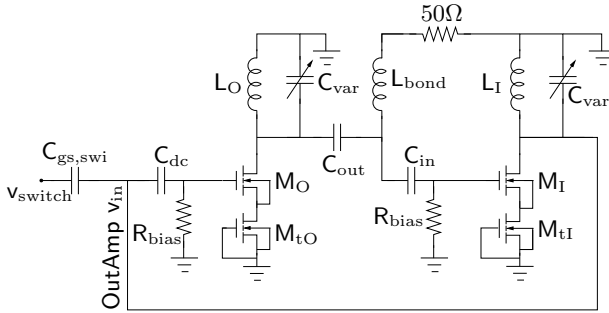 50Ω
L_O
C_var
L_bond
L_I
C_var
C_gs,swi
C_dc
C_out
C_in
v_switch
M_O
M_I
R_bias
M_tO
R_bias
M_tI
OutAmp v_in